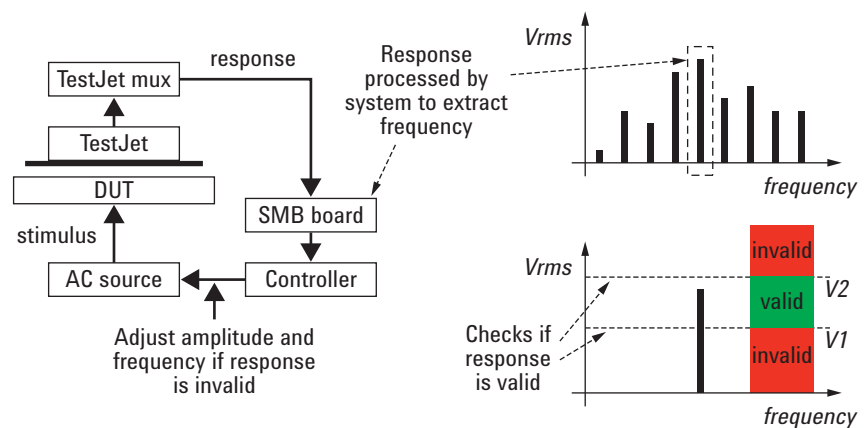 response
TestJet mux
TestJet
DUT
stimulus
AC source
SMB board
Controller
Adjust amplitude and
frequency if response
is invalid
Response
processed by
system to extract
frequency
Vrms
frequency
Vrms
invalid
V2
valid
V1
invalid
Checks if
response
is valid
frequency